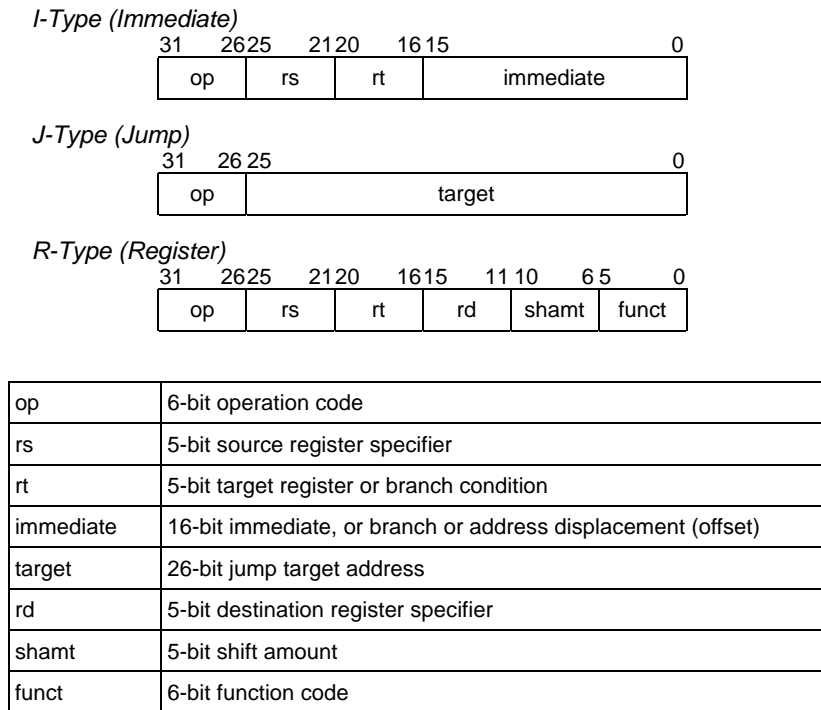 I-Type (Immediate)
31 26 25 21 20 16 15 0
op rs rt immediate
J-Type (Jump)
31 26 25 0
op target
R-Type (Register)
31 26 25 21 20 16 15 11 10 6 5 0
op rs rt rd shamt funct
op 6-bit operation code
rs 5-bit source register specifier
rt 5-bit target register or branch condition
immediate 16-bit immediate, or branch or address displacement (offset)
target 26-bit jump target address
rd 5-bit destination register specifier
shamt 5-bit shift amount
funct 6-bit function code